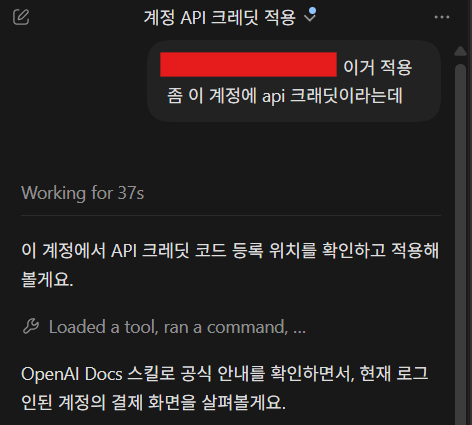 계정 API 크레딧 적용
이거 적용
좀 이 계정에 api 크래딧이라는데
Working for 37s
이 계정에서 API 크레딧 코드 등록 위치를 확인하고 적용해
볼게요.
Loaded a tool, ran a command, ...
OpenAI Docs 스킬로 공식 안내를 확인하면서, 현재 로그
인된 계정의 결제 화면을 살펴볼게요.